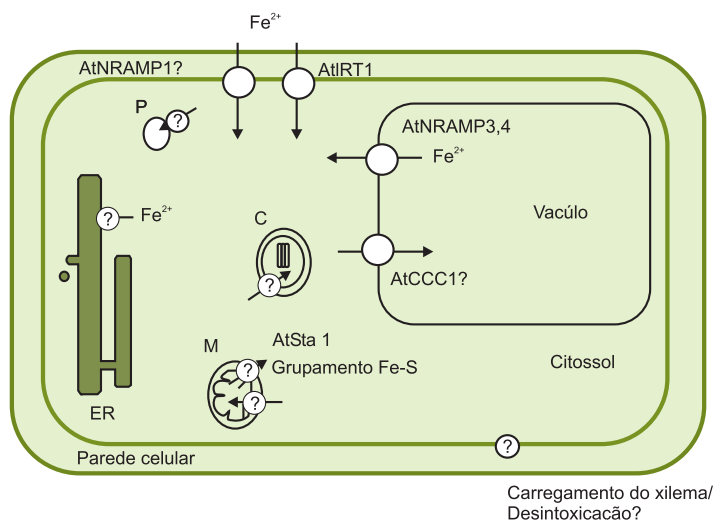 Fe²⁺
AtNRAMP1?
AtIRT1
P
?
AtNRAMP3,4
Fe²⁺
? Fe²⁺
C
Vacúlo
?
AtCCC1?
M
AtSta 1
?
Grupamento Fe-S
Citossol
?
ER
?
Parede celular
Carregamento do xilema/
Desintoxicacão?